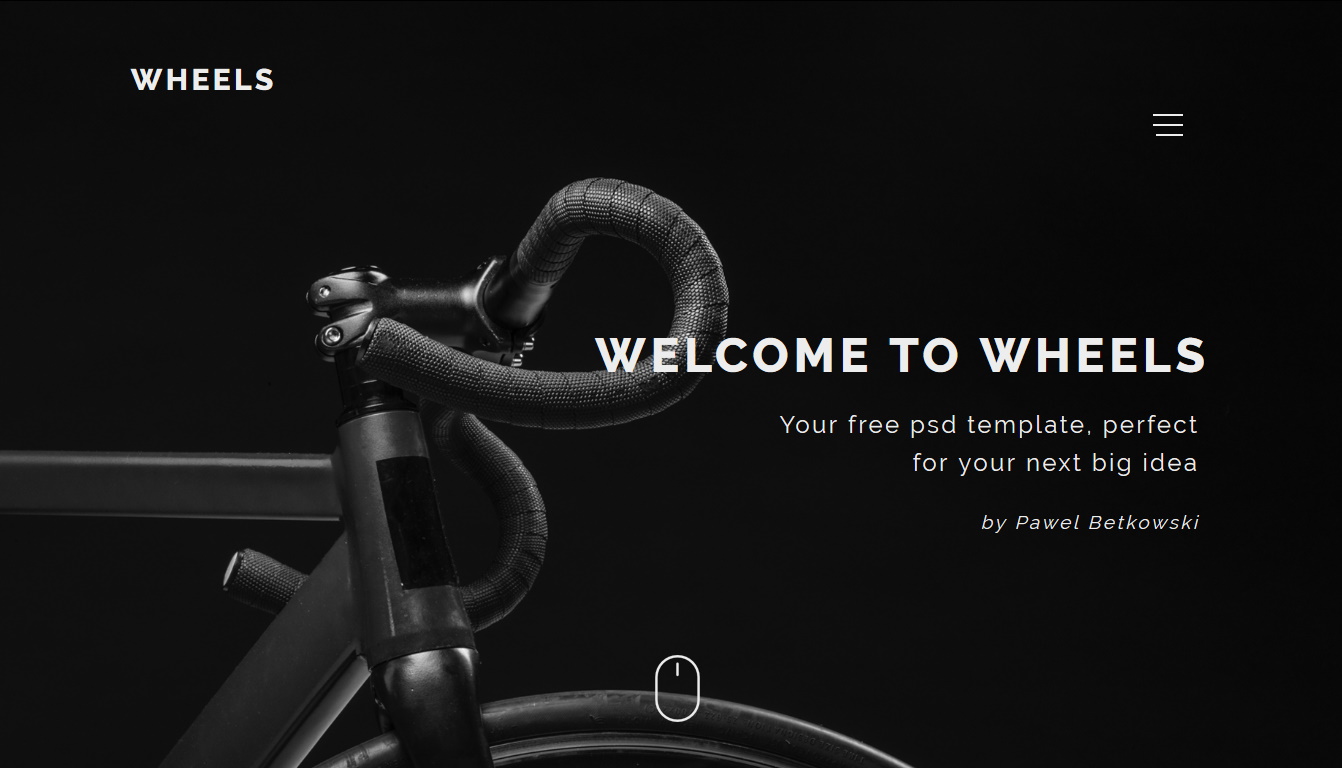 WHEELS
WELCOME TO WHEELS
Your free psd template, perfect
for your next big idea
by Pawel Betkowski